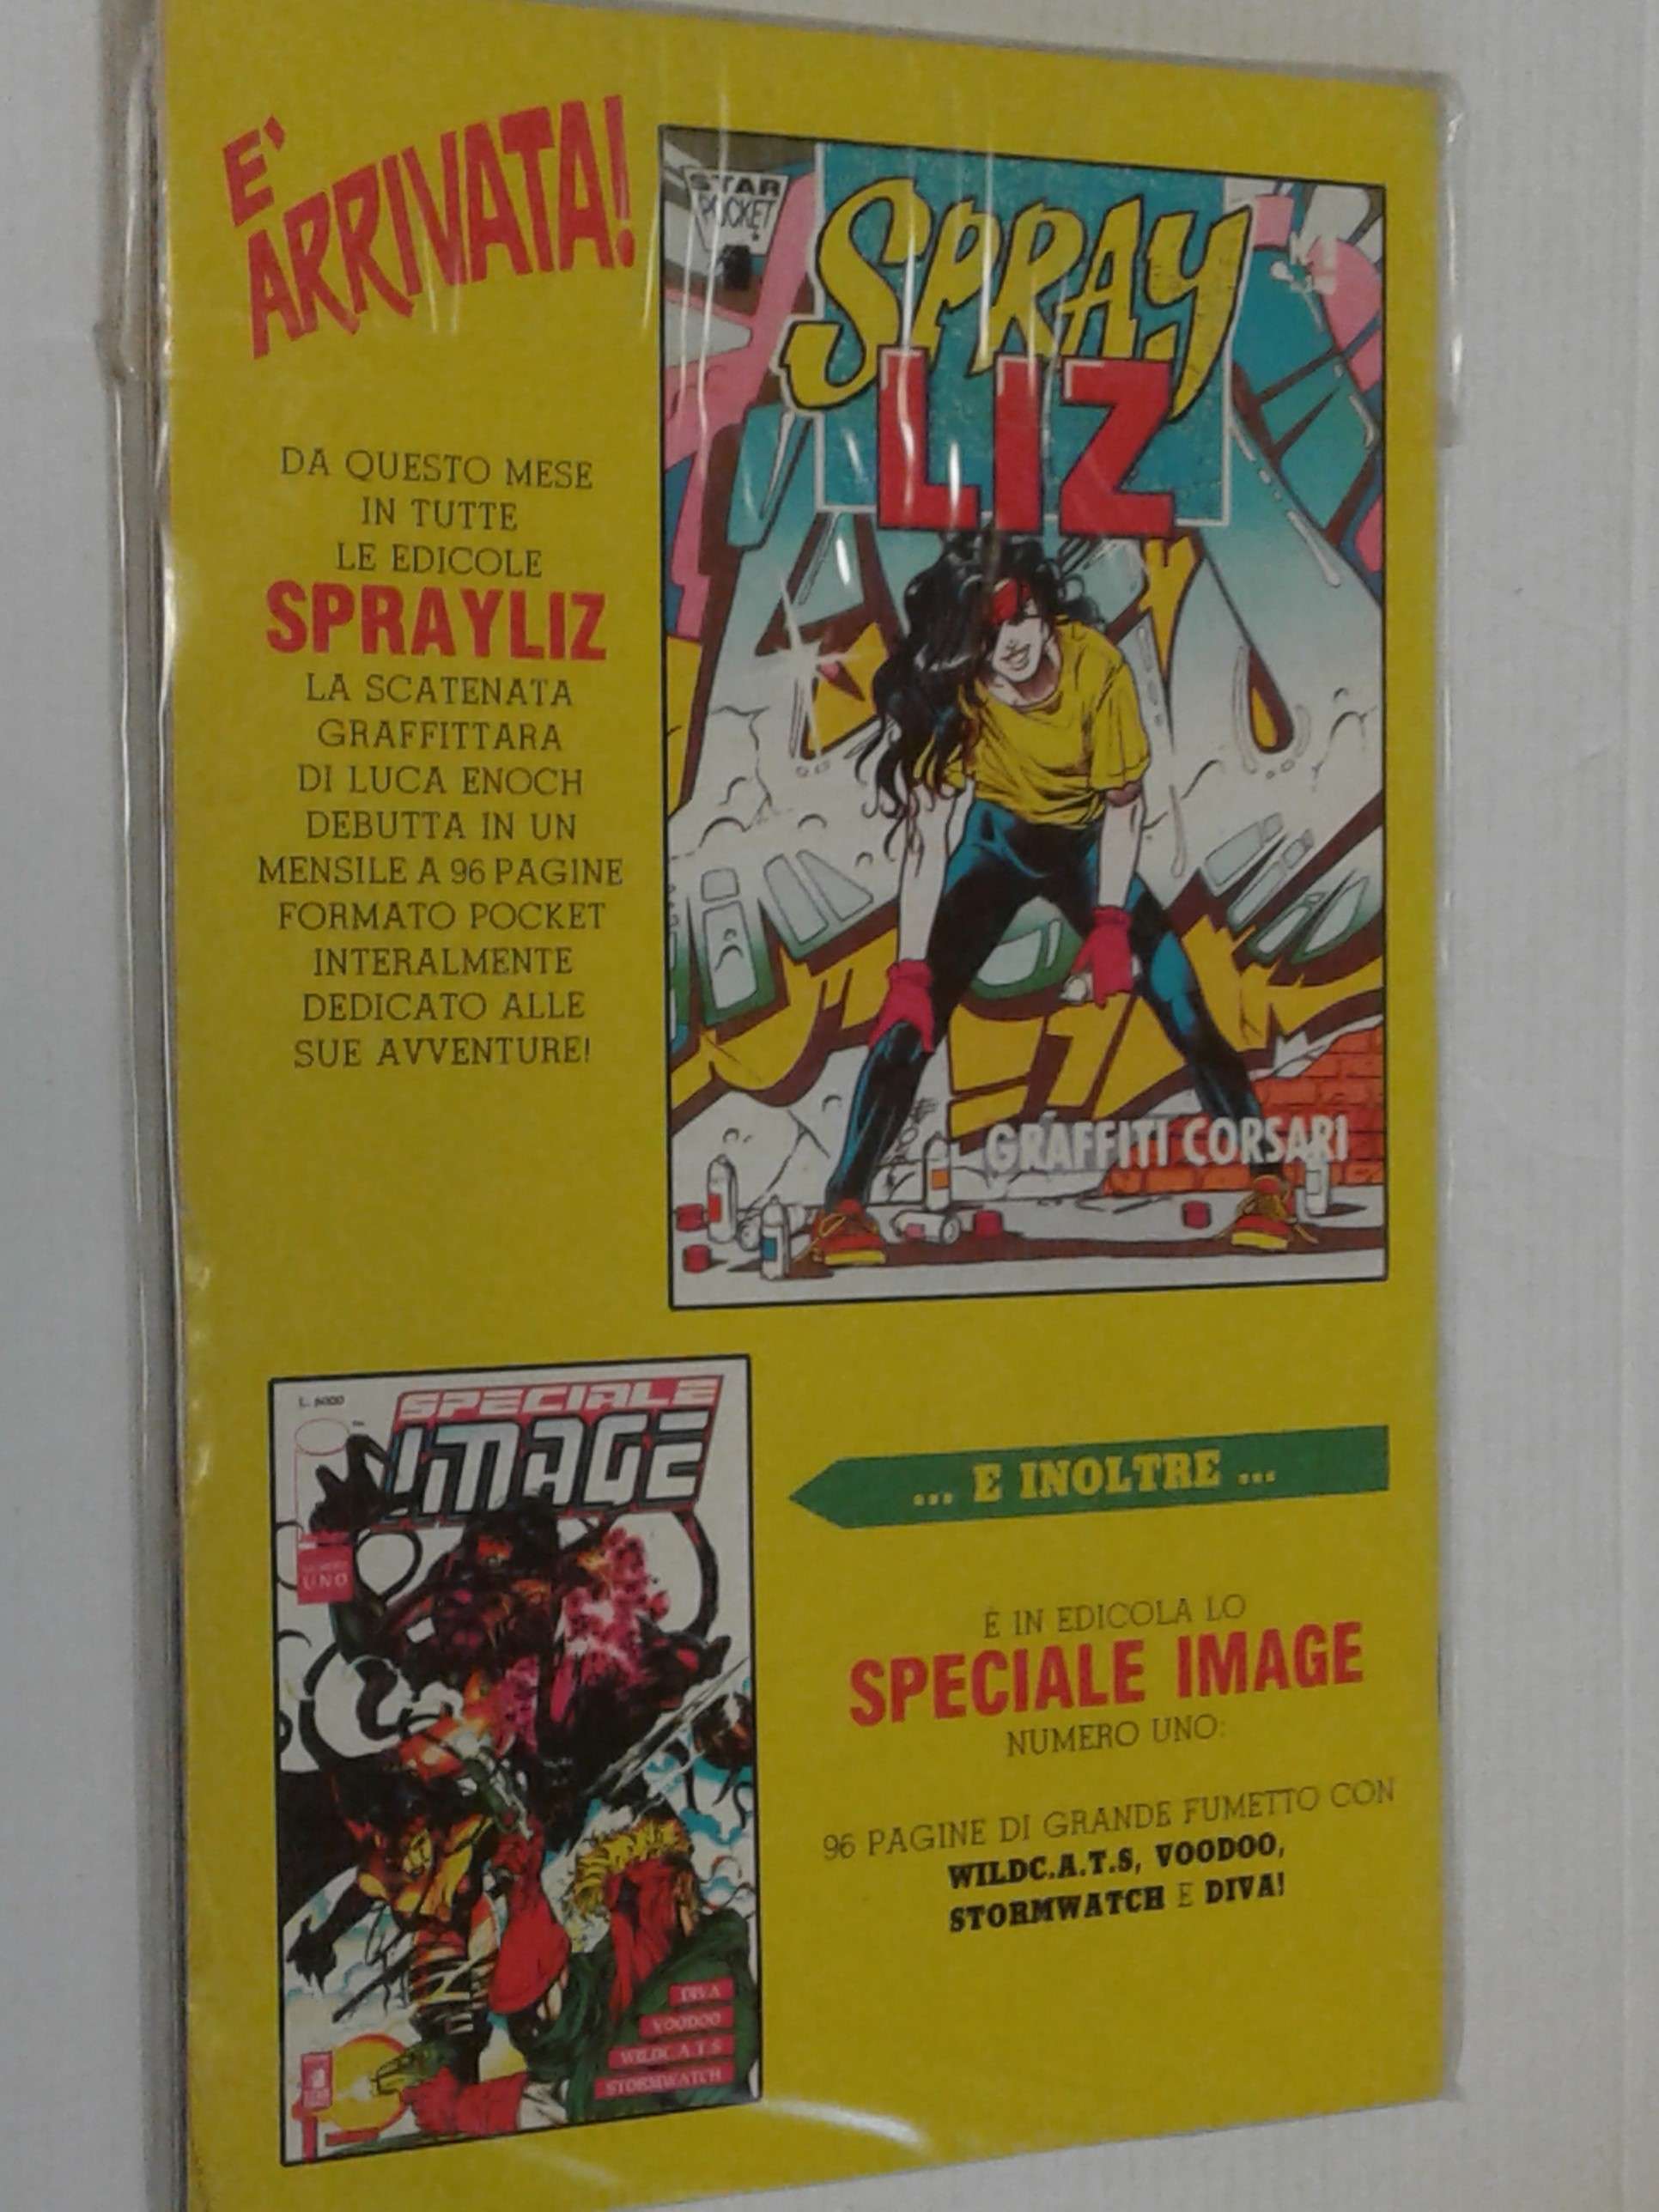 E' ARRIVATA!
DA QUESTO MESE
IN TUTTE
LE EDICOLE
SPRAYLIZ
LA SCATENATA
GRAFFITTARA
DI LUCA ENOCH
DEBUTTA IN UN
MENSILE A 96 PAGINE
FORMATO POCKET
INTERALMENTE
DEDICATO ALLE
SUE AVVENTURE!
STAR
POCKET
SPRAY
LIZ
GRAFFITI CORSARI
L. 5000
SPECIALE
IMAGE
NUMERO
UNO
DIVA
VOODOO
WILDC.A.T.S
STORMWATCH
... E INOLTRE ...
È IN EDICOLA LO
SPECIALE IMAGE
NUMERO UNO:
96 PAGINE DI GRANDE FUMETTO CON
WILDC.A.T.S, VOODOO,
STORMWATCH E DIVA!